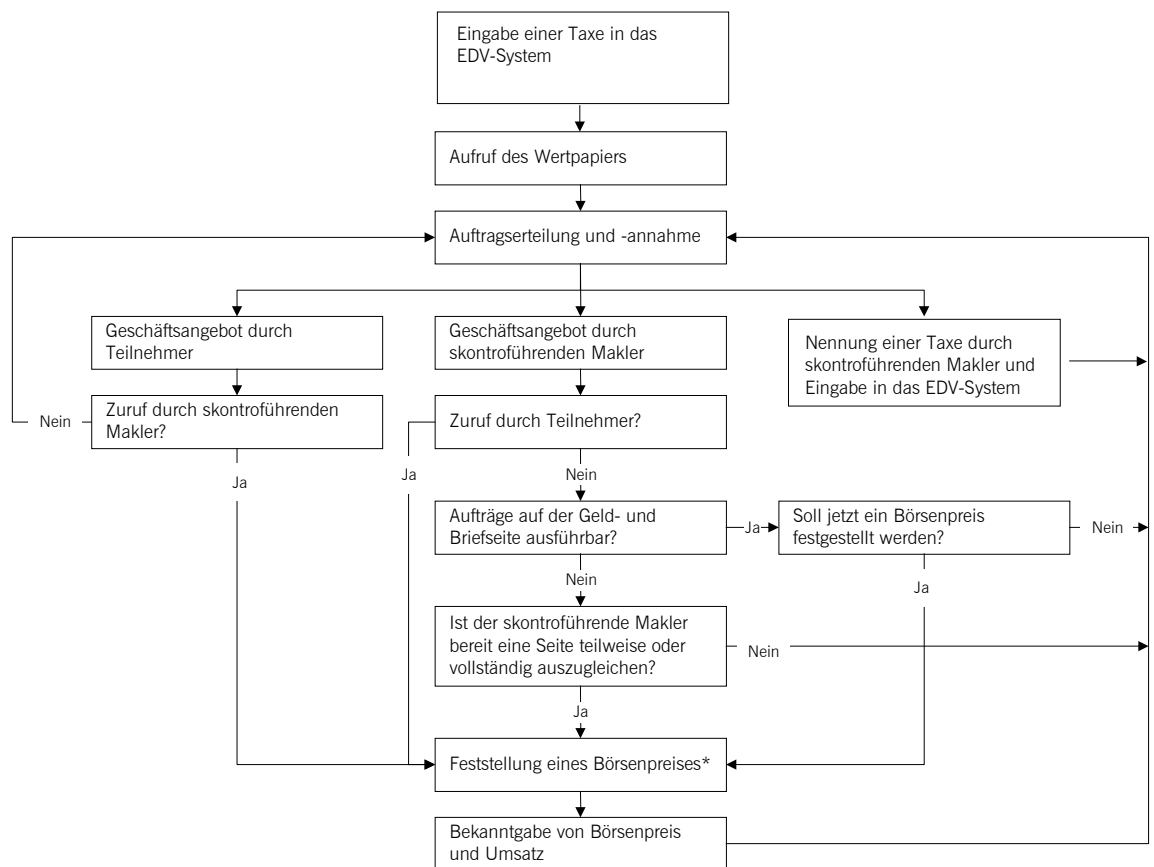 Eingabe einer Taxe in das
EDV-System
Aufruf des Wertpapiers
Auftragserteilung und -annahme
Geschäftsangebot durch
Teilnehmer
Geschäftsangebot durch
skontroführenden Makler
Nennung einer Taxe durch
skontroführenden Makler und
Eingabe in das EDV-System
Nein
Zuruf durch skontroführenden
Makler?
Zuruf durch Teilnehmer?
Ja
Ja
Nein
Aufträge auf der Geld- und
Briefseite ausführbar?
Ja
Soll jetzt ein Börsenpreis
festgestellt werden?
Nein
Nein
Ja
Ist der skontroführende Makler
bereit eine Seite teilweise oder
vollständig auszugleichen?
Nein
Ja
Feststellung eines Börsenpreises*
Bekanntgabe von Börsenpreis
und Umsatz